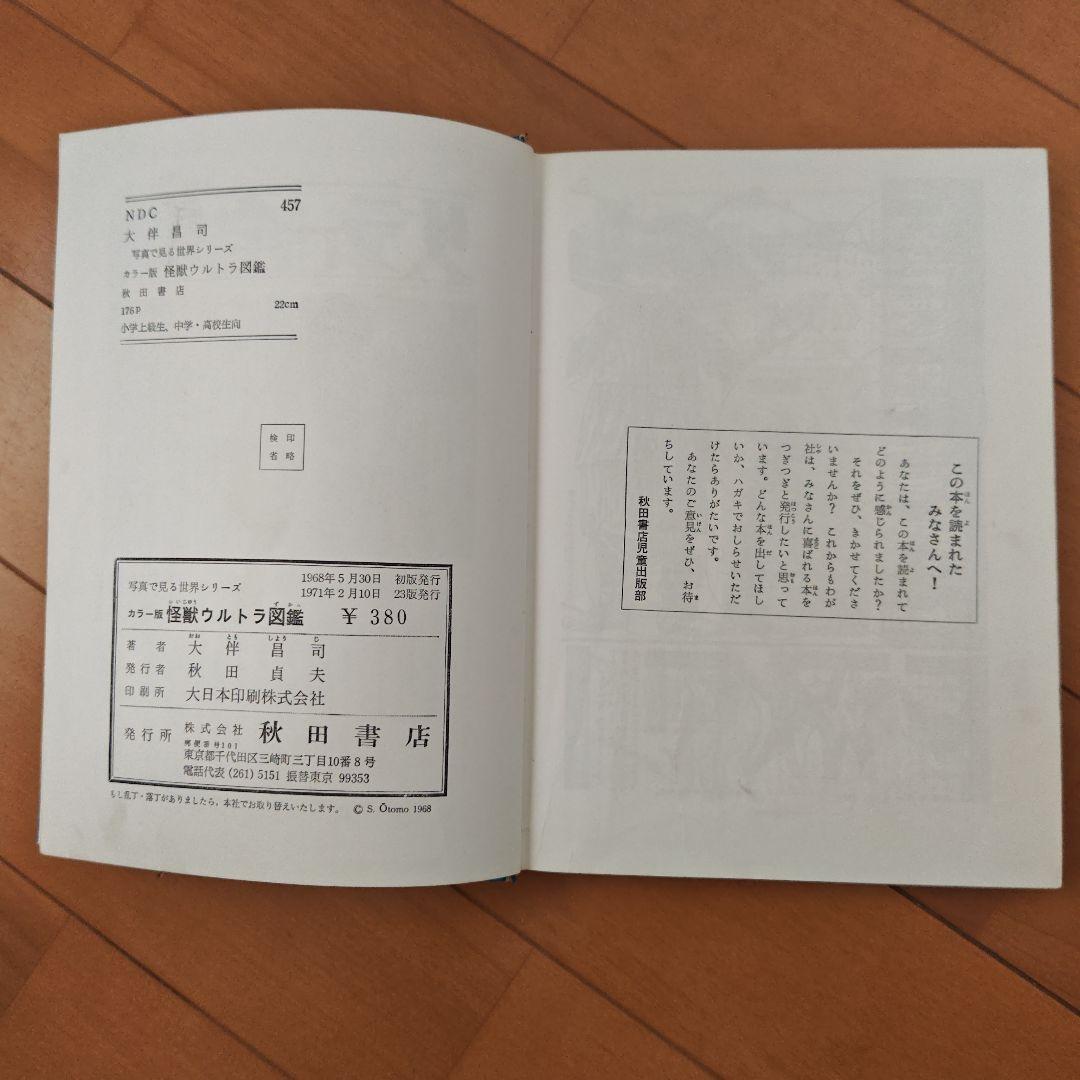 NDC 457
大伴昌司
写真で見る世界シリーズ
カラー版 怪獣ウルトラ図鑑
秋田書店
176P 22cm
小学上級生、中学・高校生向
検印
省略
写真で見る世界シリーズ
1968年5月30日 初版発行
1971年2月10日 23版発行
カラー版 怪獣ウルトラ図鑑 ¥380
著者 大伴昌司
発行者 秋田貞夫
印刷所 大日本印刷株式会社
発行所 株式会社 秋田書店
郵便番号101
東京都千代田区三崎町三丁目10番8号
電話代表(261)5151 振替東京 99353
もし乱丁・落丁がありましたら、本社でお取り替えいたします。 © S. Ōtomo 1968
この本を読まれた
みなさんへ!
あなたは、この本を読まれて
どのように感じられましたか?
それをぜひ、きかせてくださ
いませんか? これからもわが
社は、みなさんに喜ばれる本を
つぎつぎと発行したいと思って
います。どんな本を出してほし
いか、ハガキでおしらせいただ
けたらありがたいです。
あなたのご意見をぜひ、お待
ちしています。
秋田書店児童出版部